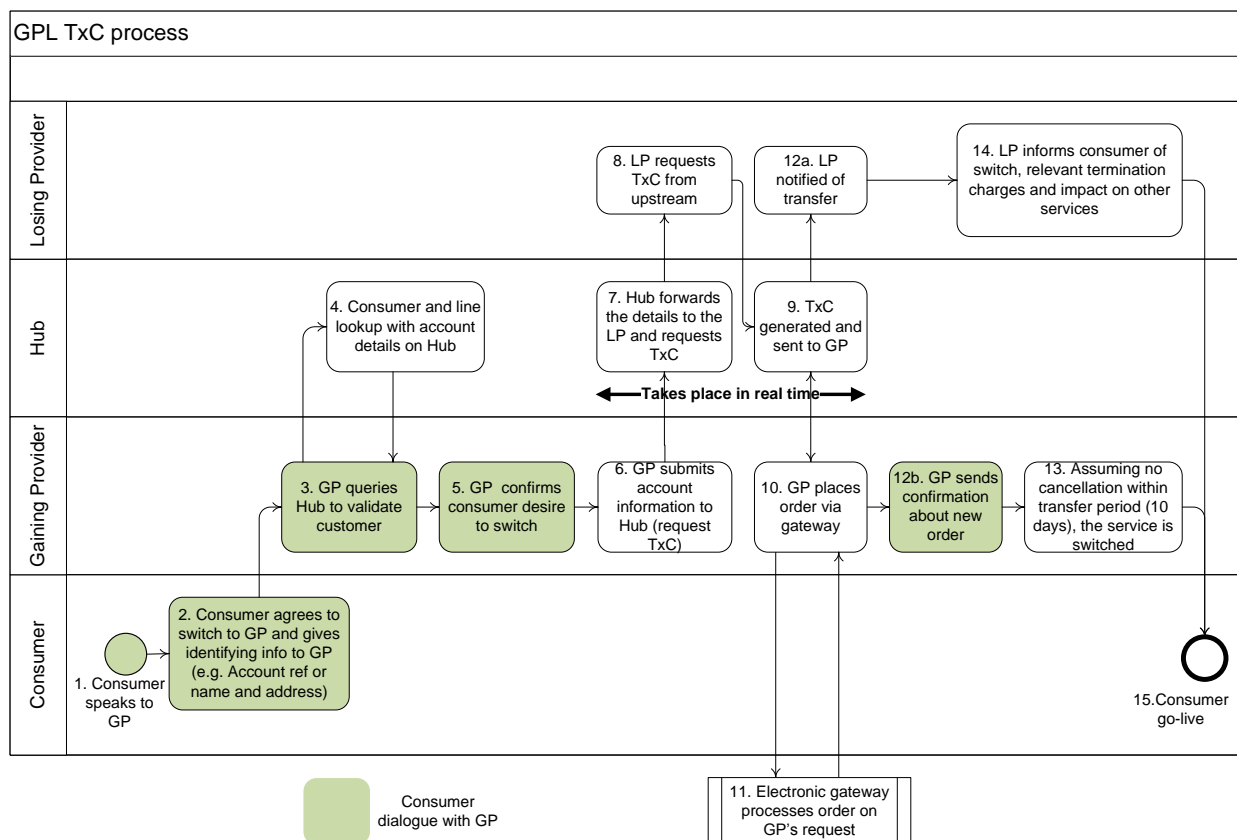 GPL TxC process
Losing Provider
8. LP requests
TxC from
upstream
12a. LP
notified of
transfer
14. LP informs consumer of
switch, relevant termination
charges and impact on other
services
Hub
4. Consumer and line
lookup with account
details on Hub
7. Hub forwards
the details to the
LP and requests
TxC
9. TxC
generated and
sent to GP
Takes place in real time
Gaining Provider
3. GP queries
Hub to validate
customer
5. GP confirms
consumer desire
to switch
6. GP submits
account
information to
Hub (request
TxC)
10. GP places
order via
gateway
12b. GP sends
confirmation
about new
order
13. Assuming no
cancellation within
transfer period (10
days), the service is
switched
Consumer
1. Consumer
speaks to
GP
2. Consumer agrees to
switch to GP and gives
identifying info to GP
(e.g. Account ref or
name and address)
15.Consumer
go-live
Consumer
dialogue with GP
11. Electronic gateway
processes order on
GP's request